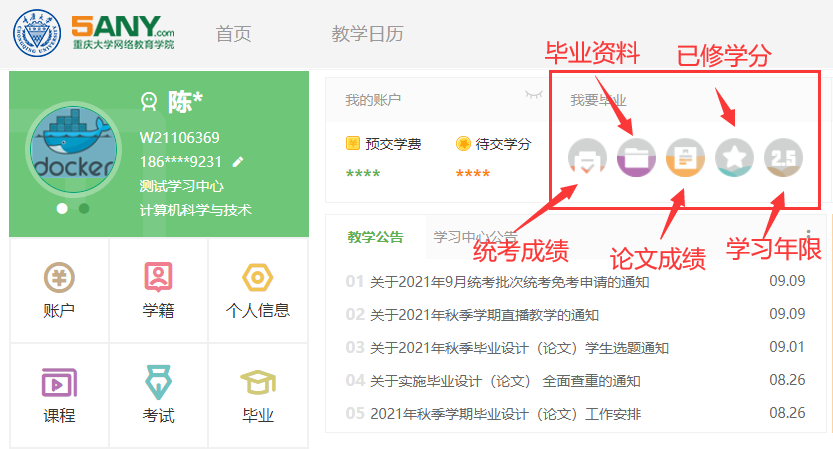 5ANY.com
重庆大学网络教育学院
首页
教学日历
毕业资料
已修学分
陈*
W21106369
186****9231
测试学习中心
计算机科学与技术
docker
我的账户
我要毕业
预交学费
待交学分
****
****
2.5
统考成绩
论文成绩
学习年限
教学公告
学习中心公告
01 关于2021年9月统考批次统考免考申请的通知 09.09
02 关于2021年秋季学期直播教学的通知 09.09
03 关于2021年秋季毕业设计（论文）学生选题通知 09.01
04 关于实施毕业设计（论文） 全面查重的通知 08.26
05 2021年秋季学期毕业设计（论文）工作安排 08.26
账户
学籍
个人信息
课程
考试
毕业